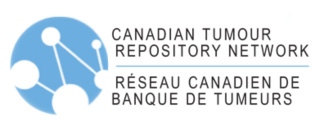 CANADIAN TUMOUR
REPOSITORY NETWORK
RÉSEAU CANADIEN DE
BANQUE DE TUMEURS